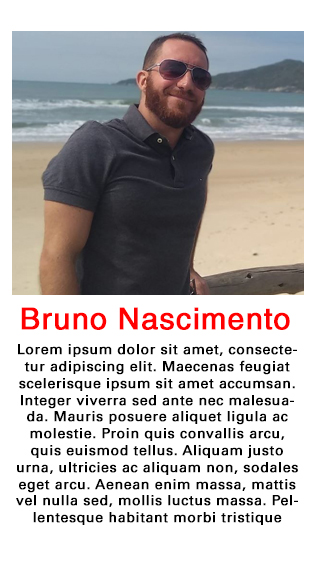 Bruno Nascimento
Lorem ipsum dolor sit amet, consecte-
tur adipiscing elit. Maecenas feugiat
scelerisque ipsum sit amet accumsan.
Integer viverra sed ante nec malesua-
da. Mauris posuere aliquet ligula ac
molestie. Proin quis convallis arcu,
quis euismod tellus. Aliquam justo
urna, ultricies ac aliquam non, sodales
eget arcu. Aenean enim massa, mattis
vel nulla sed, mollis luctus massa. Pel-
lentesque habitant morbi tristique